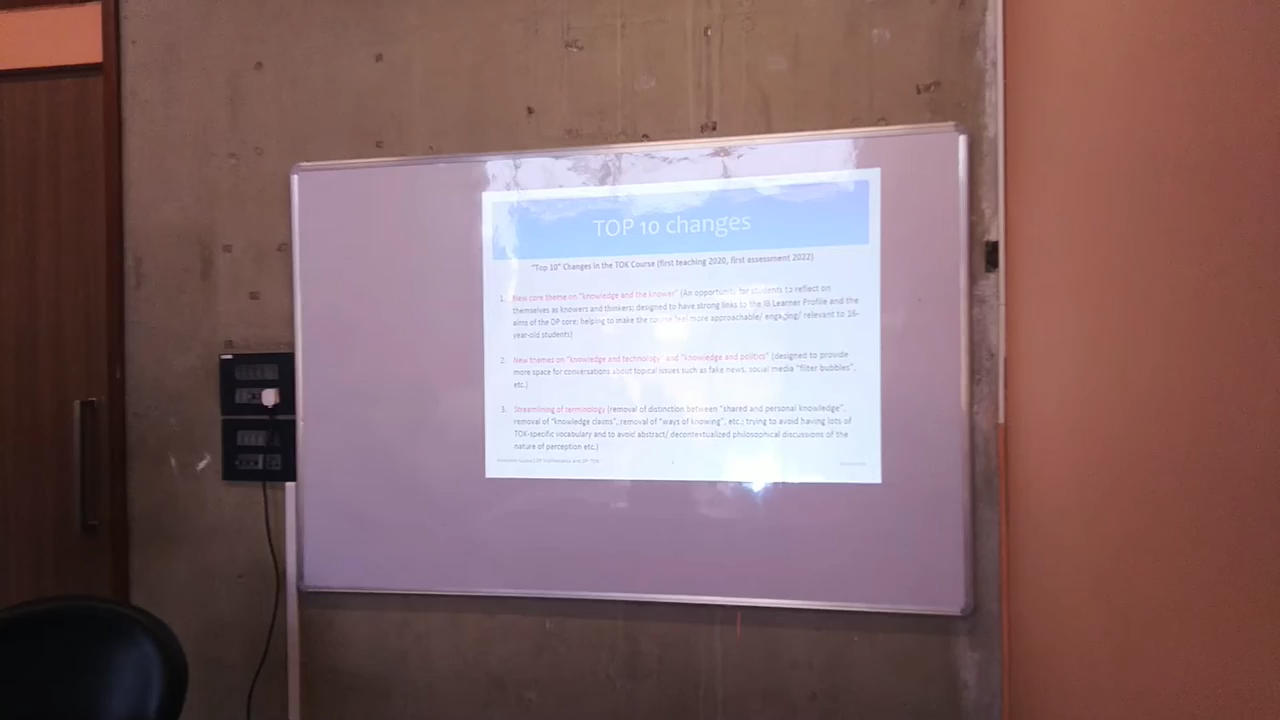 TOP 10 changes
"Top 10" Changes in the TOK Course (first teaching 2020, first assessment 2022)
1. New core theme on "knowledge and the knower" (An opportunity for students to reflect on
themselves as knowers and thinkers; designed to have strong links to the IB Learner Profile and the
aims of the DP core; helping to make the course feel more approachable/ engaging/ relevant to 16-
year-old students)
2. New themes on "knowledge and technology" and "knowledge and politics" (designed to provide
more space for conversations about topical issues such as fake news, social media "filter bubbles",
etc.)
3. Streamlining of terminology (removal of distinction between "shared and personal knowledge",
removal of "knowledge claims", removal of "ways of knowing", etc.; trying to avoid having lots of
TOK-specific vocabulary and to avoid abstract/ decontextualized philosophical discussions of the
nature of perception etc.)
DP Mathematics and DP TOK